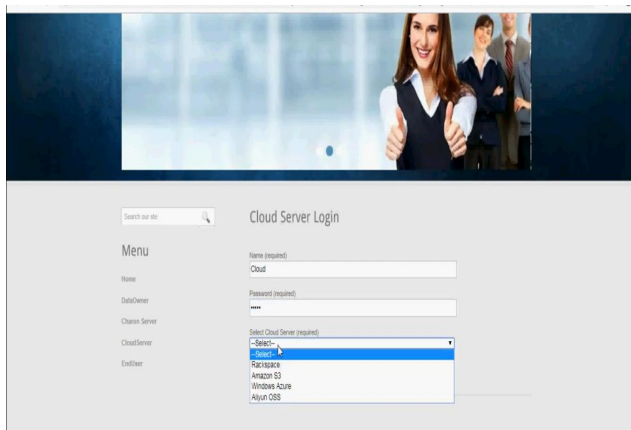 Search our site
Cloud Server Login
Menu
Home
DataOwner
Charon Server
CloudServer
EndUser
Name (required)
Cloud
Password (required)
•••••
Select Cloud Server (required)
--Select--
--Select--
Rackspace
Amazon S3
Windows Azure
Aliyun OSS